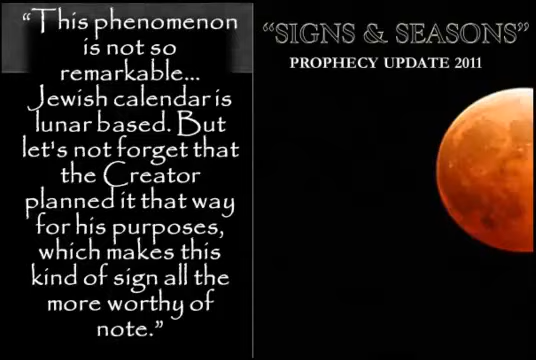 “This phenomenon
is not so
remarkable...
Jewish calendar is
lunar based. But
let's not forget that
the Creator
planned it that way
for his purposes,
which makes this
kind of sign all the
more worthy of
note.”
“SIGNS & SEASONS”
PROPHECY UPDATE 2011